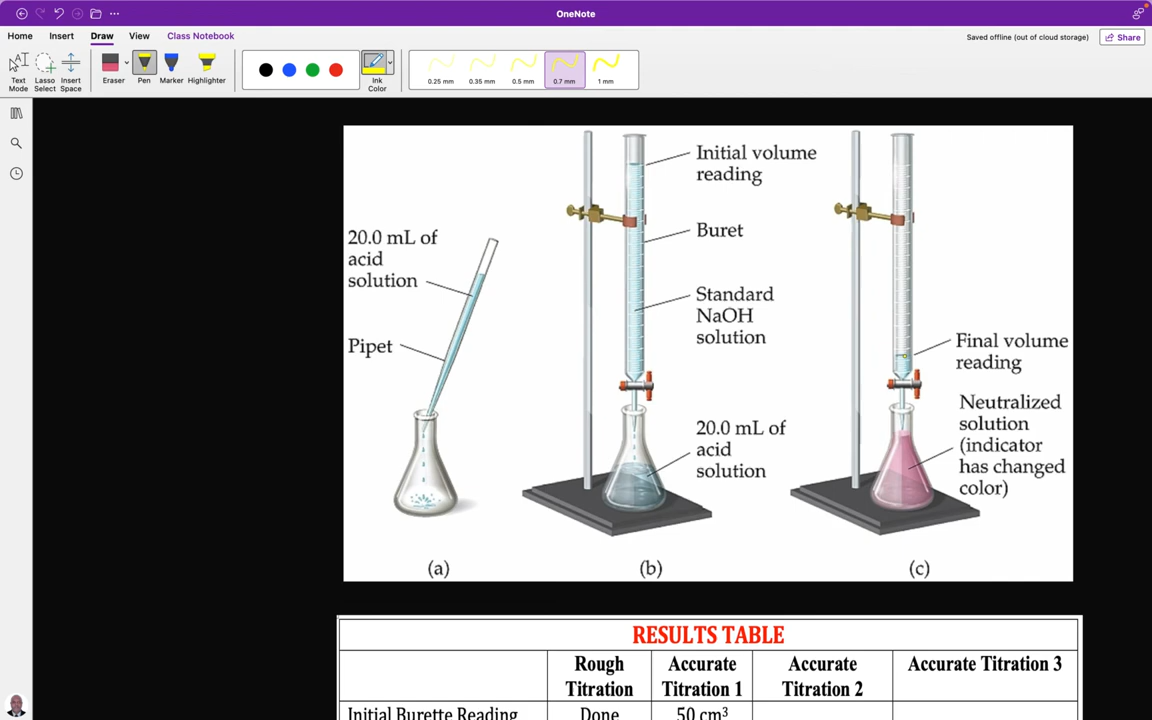 OneNote
Home
Insert
Draw
View
Class Notebook
Saved offline (out of cloud storage)
Share
Text
Mode
Lasso
Select
Insert
Space
Eraser
Pen
Marker
Highlighter
Ink
Color
0.25 mm
0.35 mm
0.5 mm
0.7 mm
1 mm
20.0 mL of
acid
solution
Pipet
(a)
Initial volume
reading
Buret
Standard
NaOH
solution
20.0 mL of
acid
solution
(b)
Final volume
reading
Neutralized
solution
(indicator
has changed
color)
(c)
RESULTS TABLE
Rough
Titration
Accurate
Titration 1
Accurate
Titration 2
Accurate Titration 3
Initial Burette Reading
Done
50 cm³